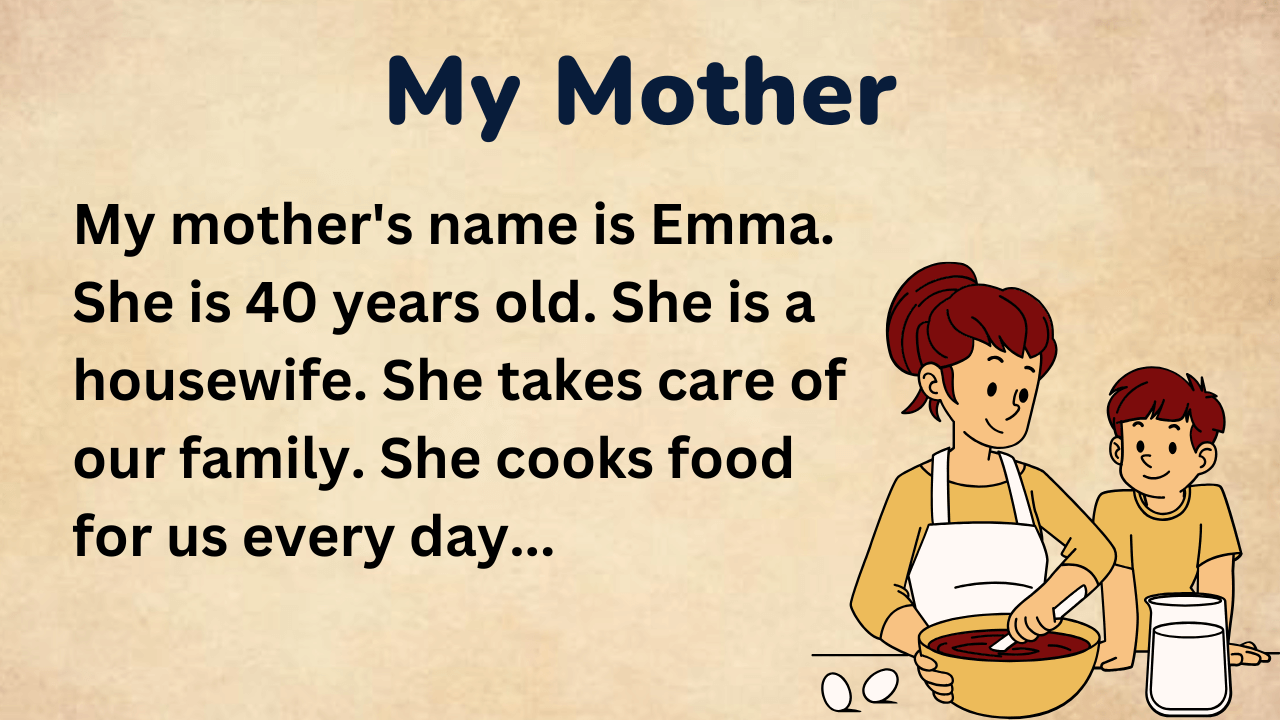 My Mother
My mother's name is Emma.
She is 40 years old. She is a
housewife. She takes care of
our family. She cooks food
for us every day...